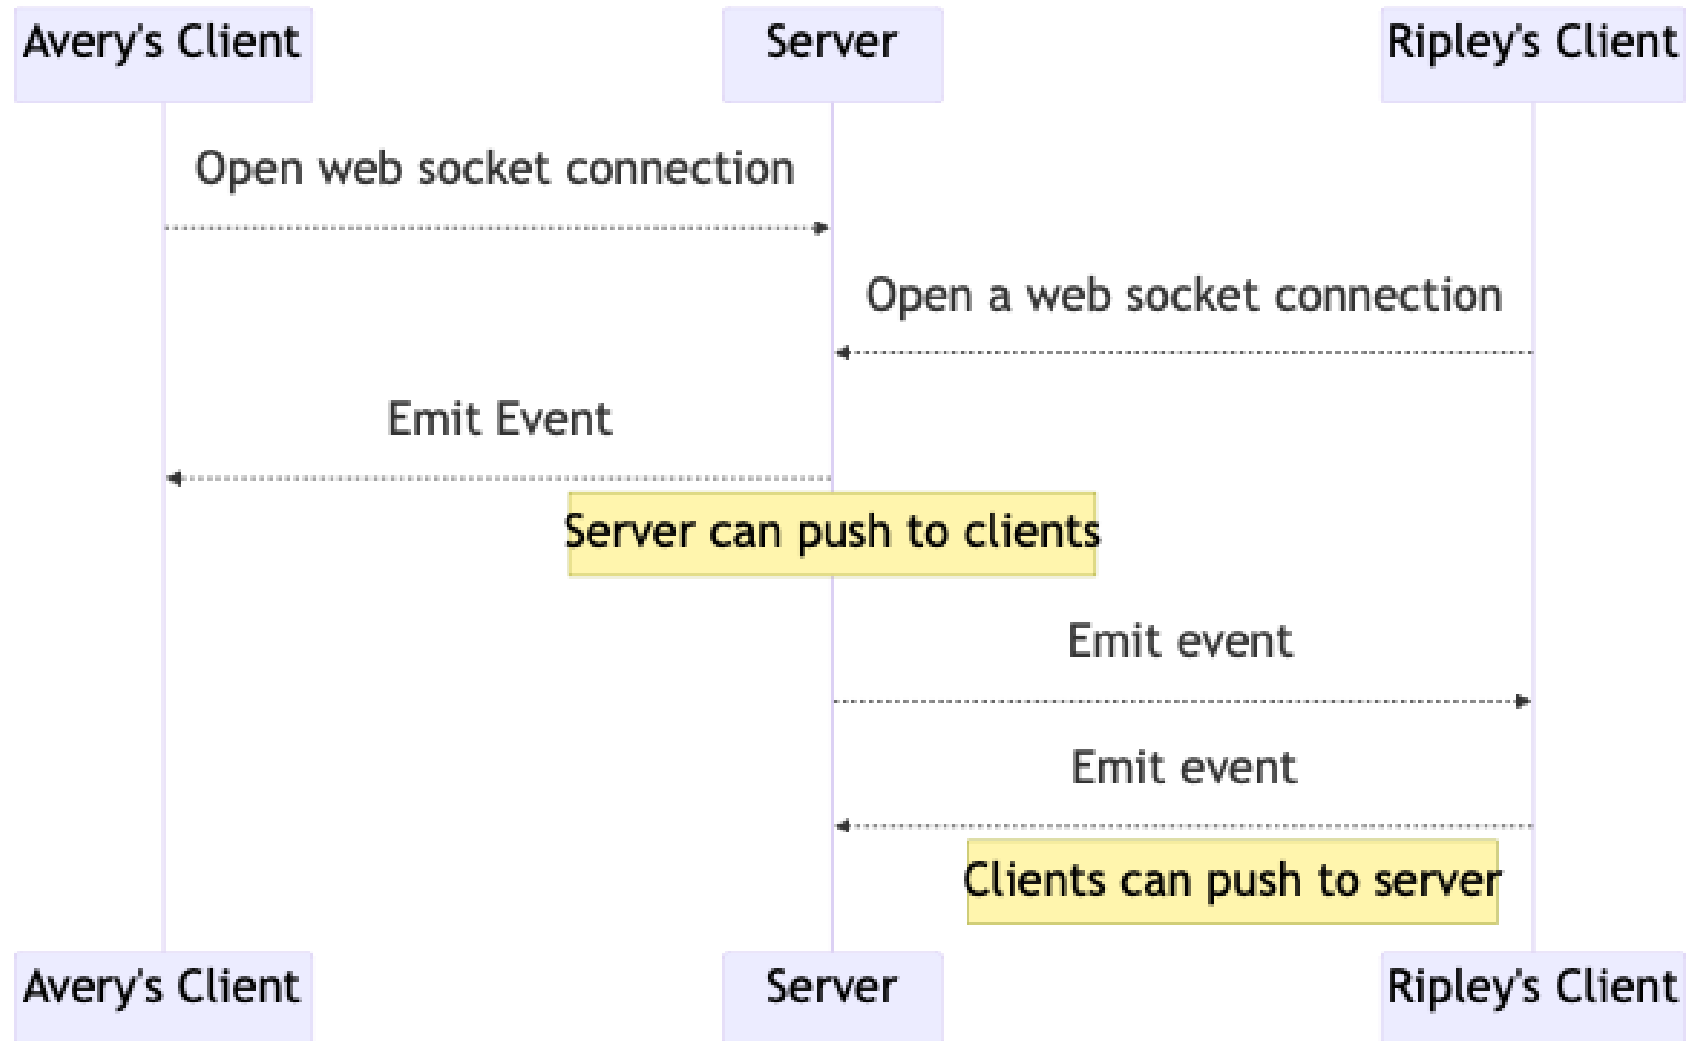 Avery's Client
Server
Ripley's Client
Open web socket connection
Open a web socket connection
Emit Event
Server can push to clients
Emit event
Emit event
Clients can push to server
Avery's Client
Server
Ripley's Client